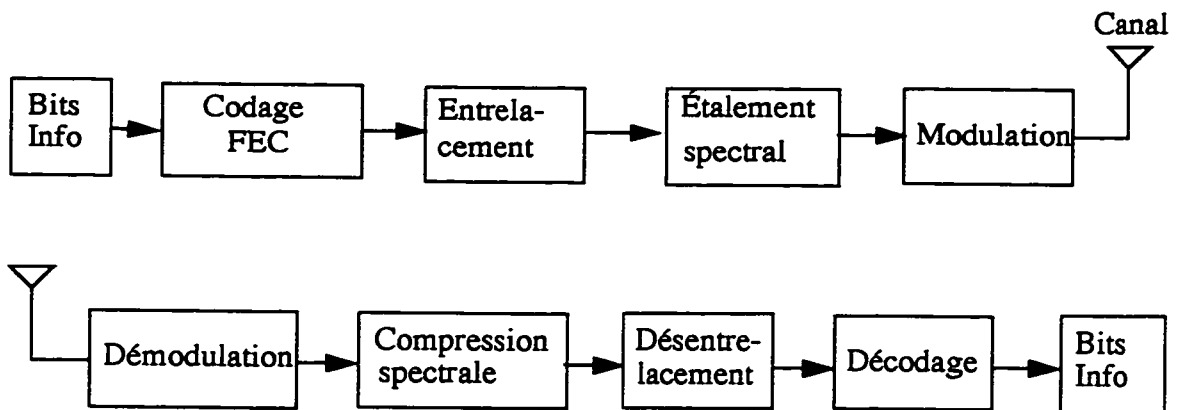 Canal
Bits
Info
Codage
FEC
Entrela-
cement
Étalement
spectral
Modulation
Démodulation
Compression
spectrale
Désentre-
lacement
Décodage
Bits
Info